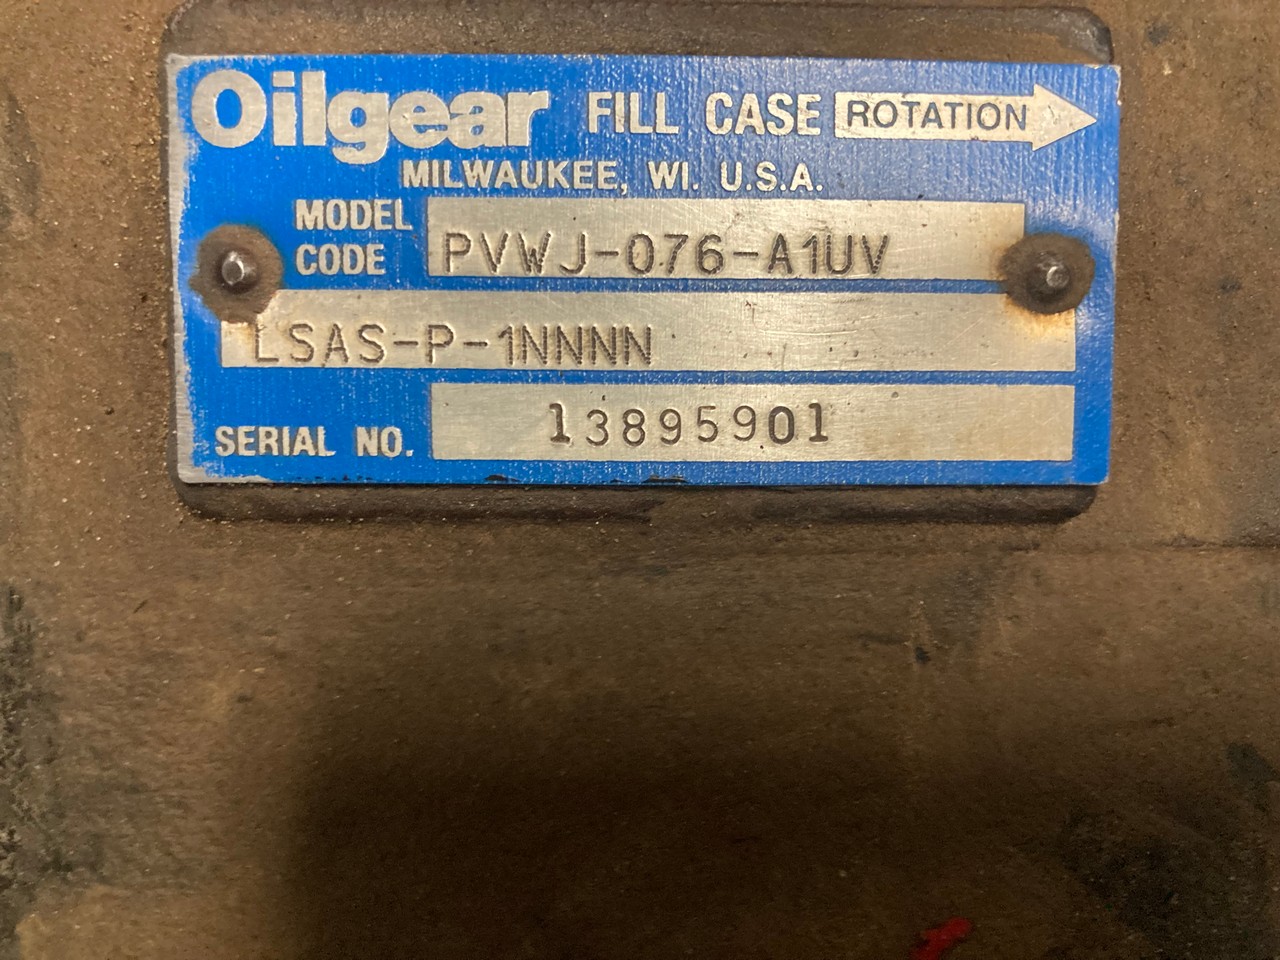 Oilgear FILL CASE ROTATION
MILWAUKEE, WI. U.S.A.
MODEL CODE PVWJ-076-A1UV
LSAS-P-1NNNN
SERIAL NO. 13895901